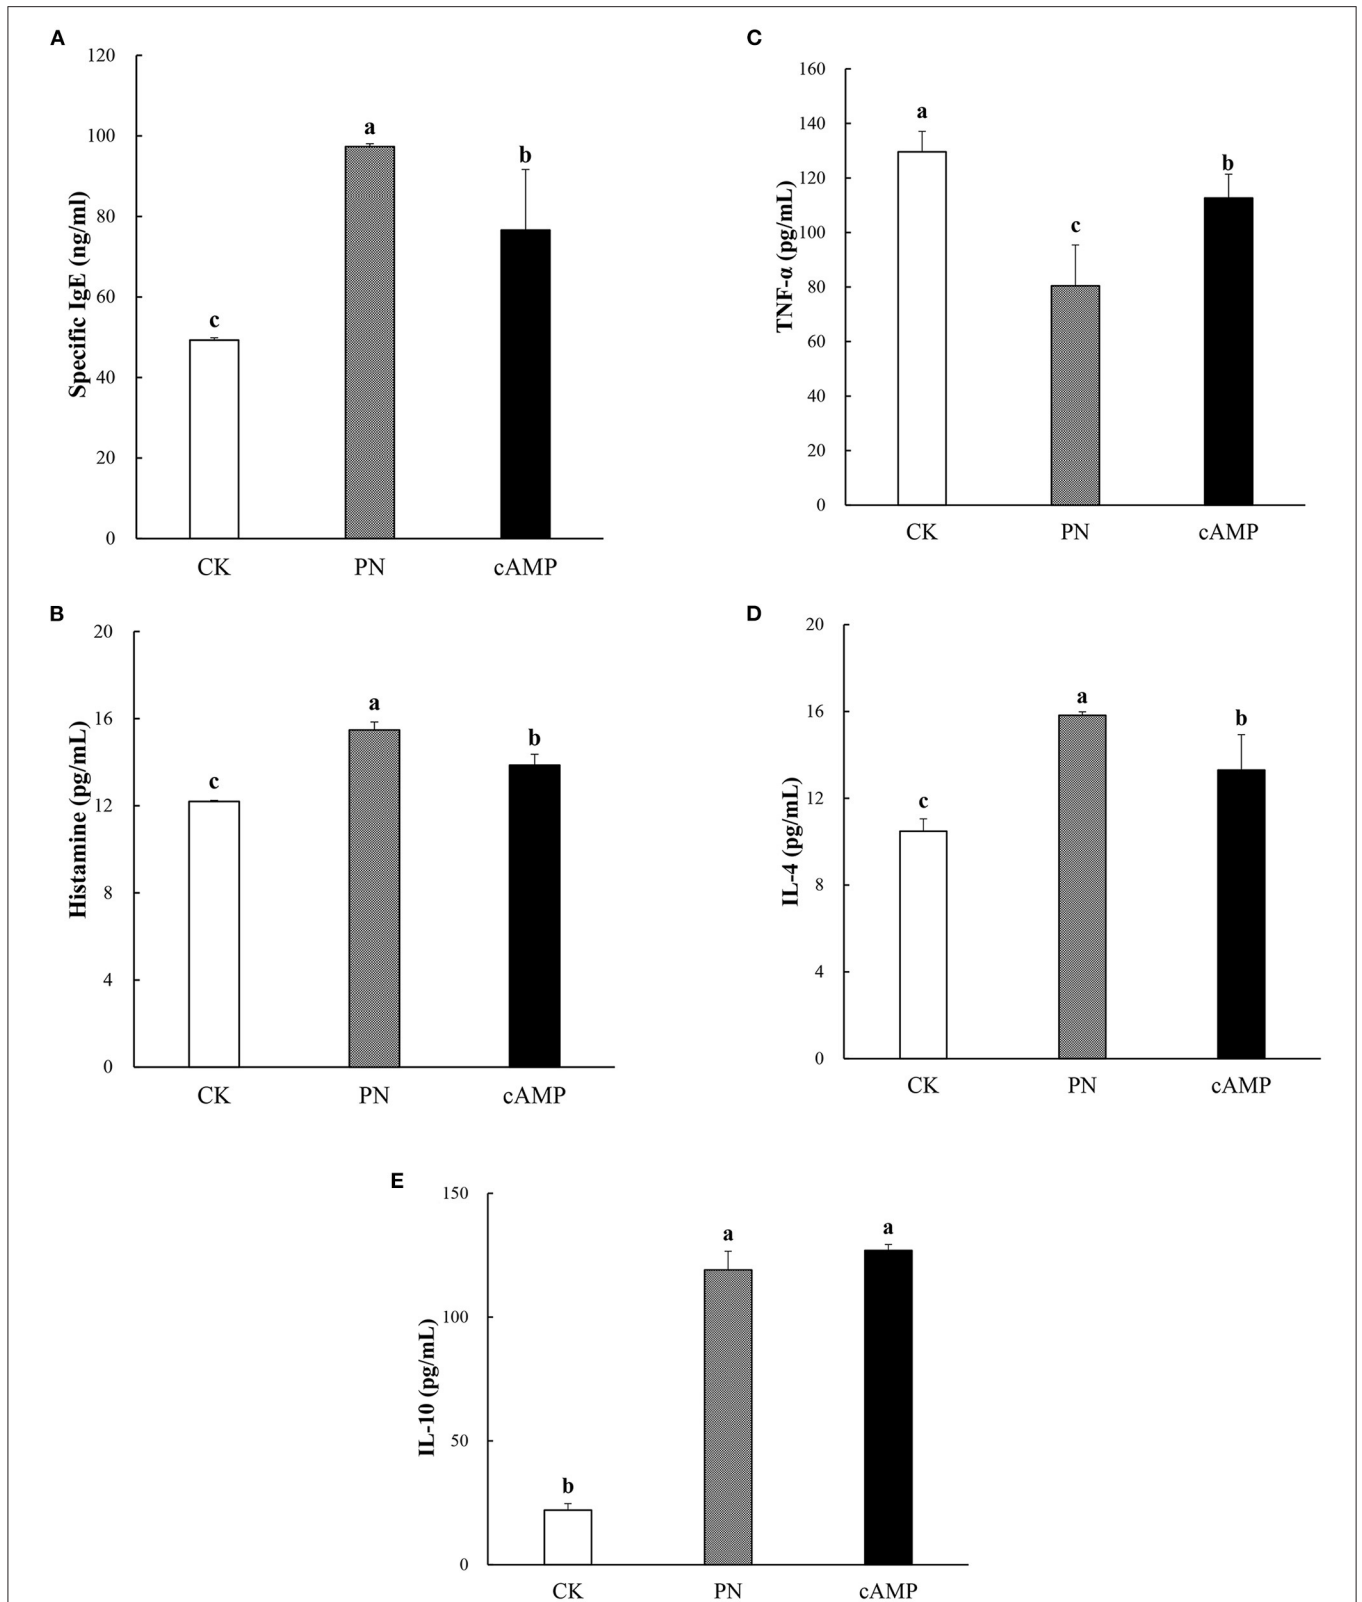 A
120
100
80
60
40
20
0
Specific IgE (ng/ml)
c
a
b
CK PN cAMP
C
160
140
120
100
80
60
40
20
0
TNF-α (pg/mL)
a
c
b
CK PN cAMP
B
20
16
12
8
4
0
Histamine (pg/mL)
c
a
b
CK PN cAMP
D
20
16
12
8
4
0
IL-4 (pg/mL)
c
a
b
CK PN cAMP
E
150
100
50
0
IL-10 (pg/mL)
b
a
a
CK PN cAMP